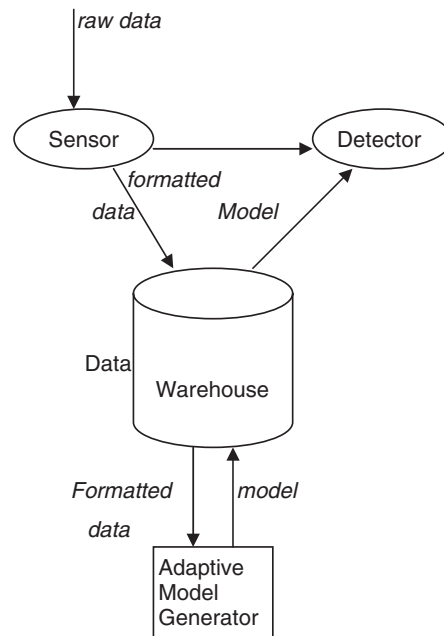 raw data
Sensor
Detector
formatted
data
Model
Data
Warehouse
Formatted
data
model
Adaptive
Model
Generator